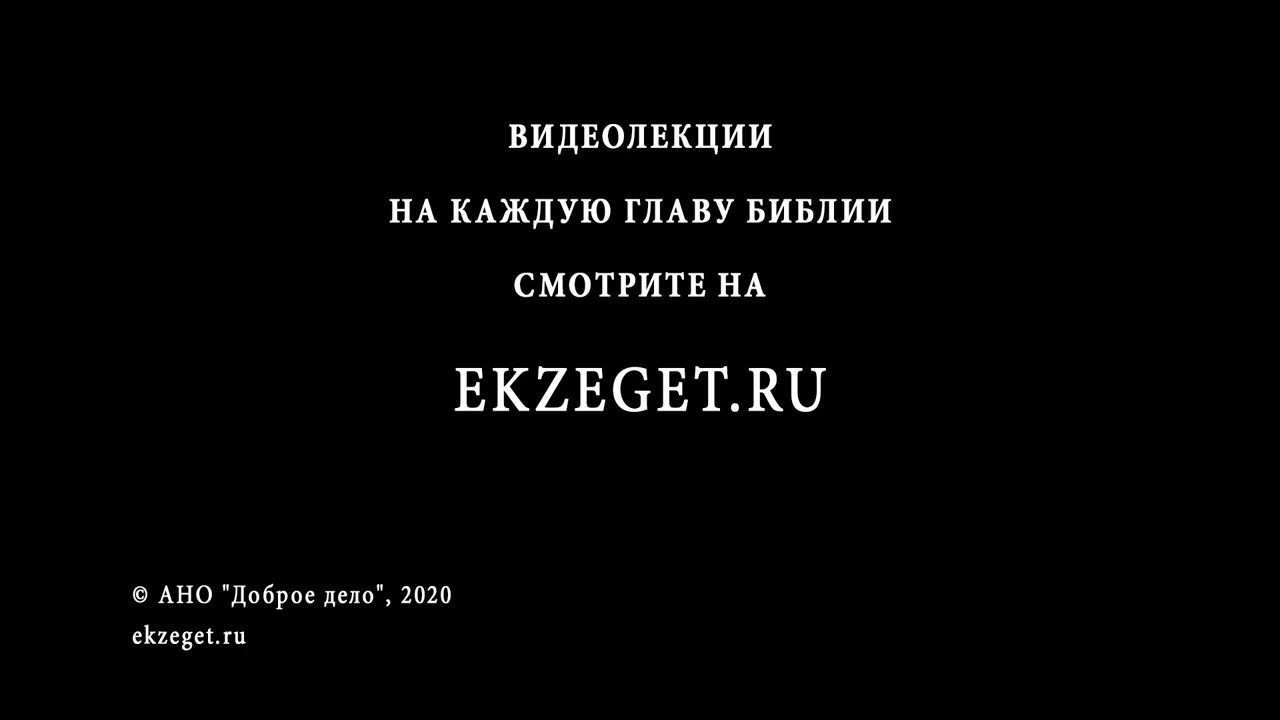 ВИДЕОЛЕКЦИИ
НА КАЖДУЮ ГЛАВУ БИБЛИИ
СМОТРИТЕ НА
EKZEGET.RU
© АНО "Доброе дело", 2020
ekzeget.ru